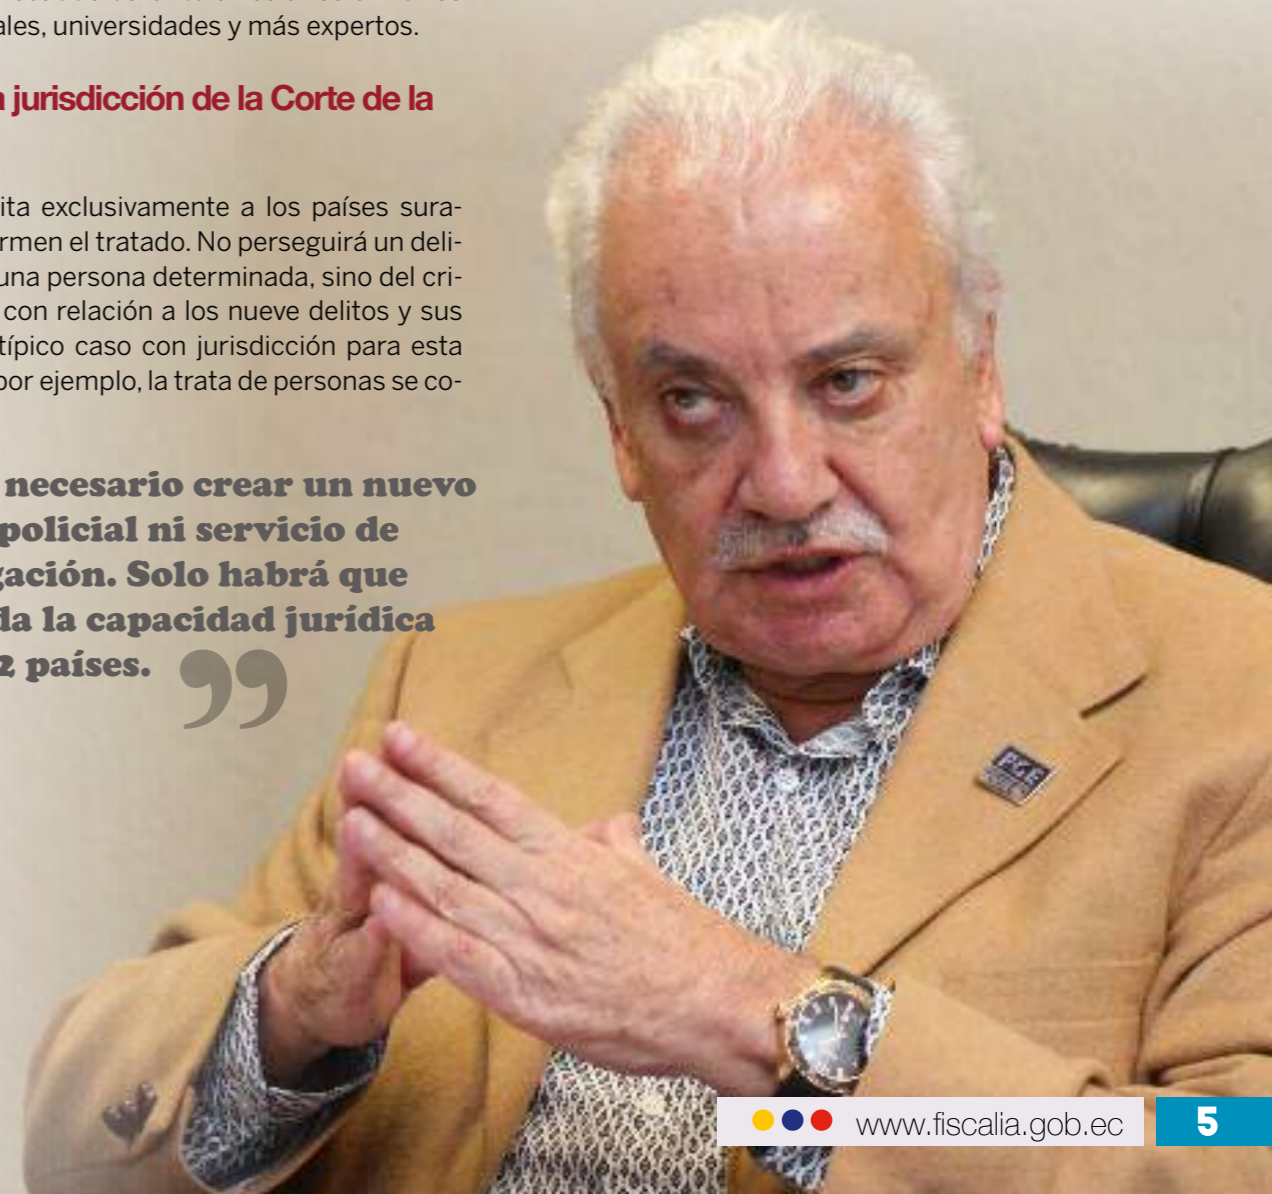 ales, universidades y más expertos.
a jurisdicción de la Corte de la
ita exclusivamente a los países sura-
rmen el tratado. No perseguirá un deli-
una persona determinada, sino del cri-
con relación a los nueve delitos y sus
típico caso con jurisdicción para esta
por ejemplo, la trata de personas se co-
necesario crear un nuevo
policial ni servicio de
gación. Solo habrá que
da la capacidad jurídica
2 países.
”
FGE
www.fiscalia.gob.ec
5